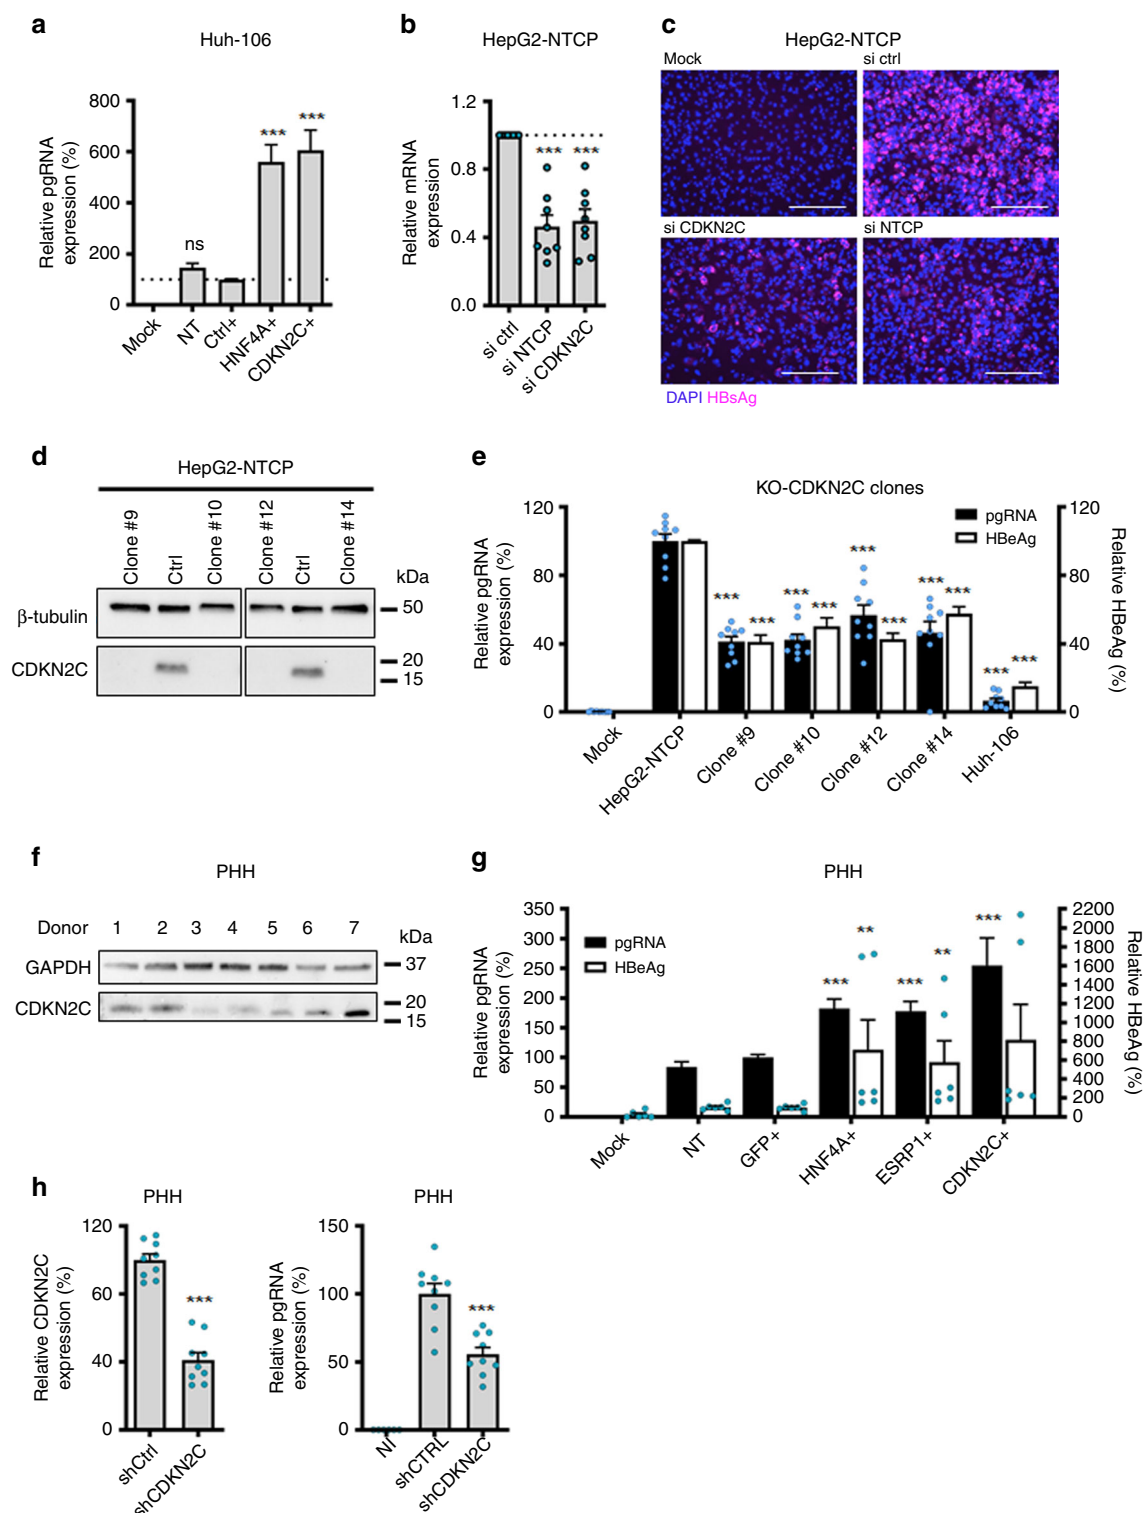 a
Huh-106
Relative pgRNA
expression (%)
800
600
400
200
0
ns
***
***
Mock
NT
Ctrl+
HNF4A+
CDKN2C+
b
HepG2-NTCP
Relative mRNA
expression
1.2
0.8
0.4
0.0
***
***
si ctrl
si NTCP
si CDKN2C
c
HepG2-NTCP
Mock
si ctrl
si CDKN2C
si NTCP
DAPI HBsAg
d
HepG2-NTCP
Clone #9
Ctrl
Clone #10
Clone #12
Ctrl
Clone #14
kDa
β-tubulin
50
CDKN2C
20
15
e
KO-CDKN2C clones
Relative pgRNA
expression (%)
120
80
40
0
pgRNA
HBeAg
***
***
***
***
***
***
***
***
***
***
120
80
40
0
Relative HBeAg (%)
Mock
HepG2-NTCP
Clone #9
Clone #10
Clone #12
Clone #14
Huh-106
f
PHH
Donor 1 2 3 4 5 6 7
kDa
GAPDH
37
CDKN2C
20
15
g
PHH
Relative pgRNA
expression (%)
350
300
250
200
150
100
50
0
pgRNA
HBeAg
***
**
***
**
***
2200
2000
1800
1600
1400
1200
1000
800
600
400
200
0
Relative HBeAg (%)
Mock
NT
GFP+
HNF4A+
ESRP1+
CDKN2C+
h
PHH
Relative CDKN2C
expression (%)
120
60
40
0
***
shCtrl
shCDKN2C
PHH
Relative pgRNA
expression (%)
150
100
50
0
***
NI
shCTRL
shCDKN2C